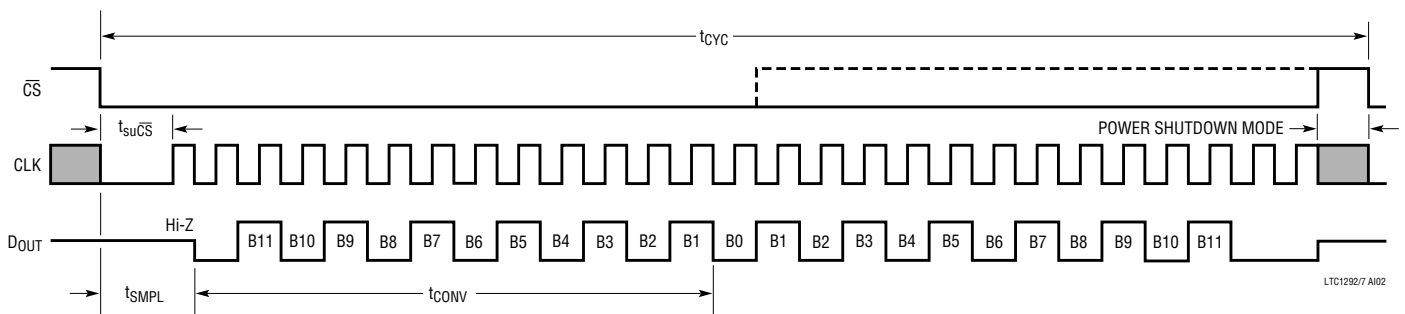 tCYC
CS
tsuCS
POWER SHUTDOWN MODE
CLK
Hi-Z
DOUT
B11 B10 B9 B8 B7 B6 B5 B4 B3 B2 B1 B0 B1 B2 B3 B4 B5 B6 B7 B8 B9 B10 B11
LTC1292/7 AI02
tSMPL
tCONV